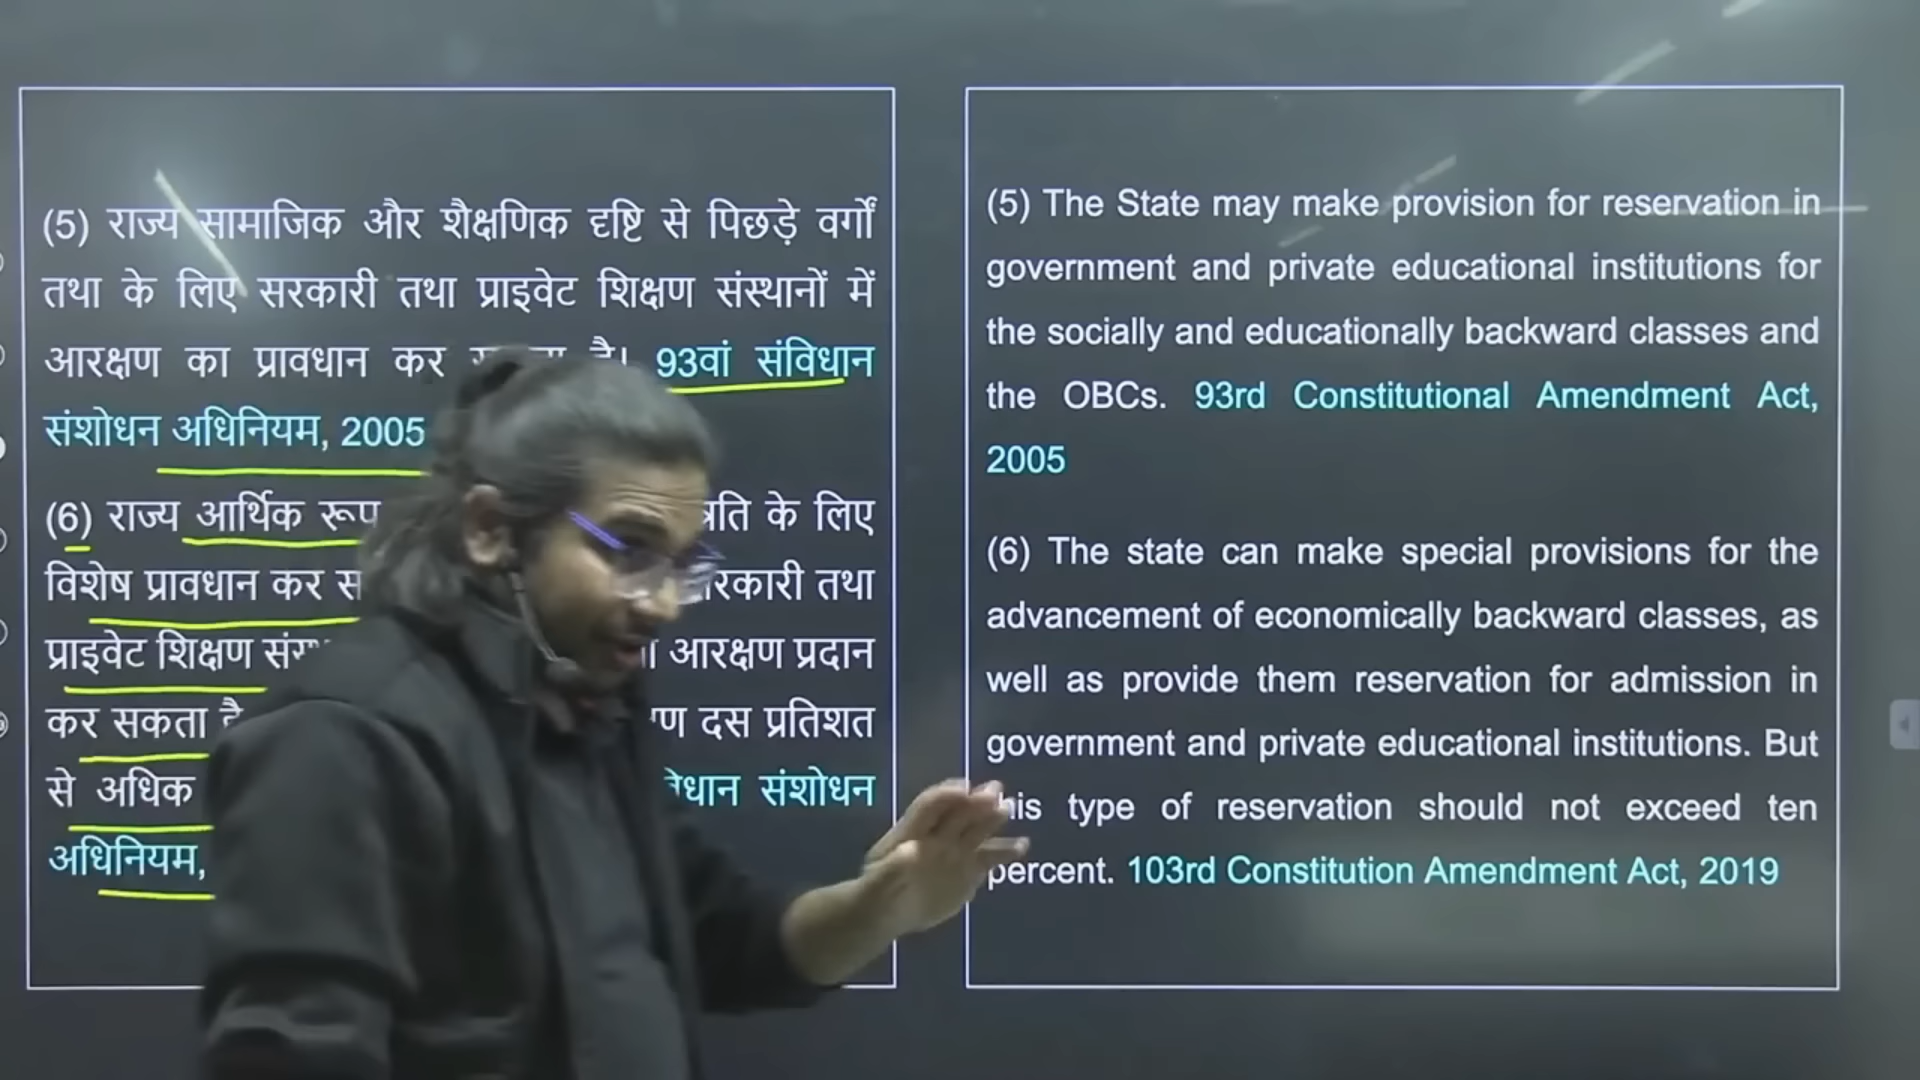 (5) राज्य सामाजिक और शैक्षणिक दृष्टि से पिछड़े वर्गों
तथा के लिए सरकारी तथा प्राइवेट शिक्षण संस्थानों में
आरक्षण का प्रावधान कर है। 93वां संविधान
संशोधन अधिनियम, 2005
(6) राज्य आर्थिक रूप के लिए
विशेष प्रावधान कर तथा
प्राइवेट शिक्षण आरक्षण प्रदान
कर सकता है दस प्रतिशत
से अधिक संशोधन
अधिनियम,
(5) The State may make provision for reservation in
government and private educational institutions for
the socially and educationally backward classes and
the OBCs. 93rd Constitutional Amendment Act,
2005
(6) The state can make special provisions for the
advancement of economically backward classes, as
well as provide them reservation for admission in
government and private educational institutions. But
this type of reservation should not exceed ten
percent. 103rd Constitution Amendment Act, 2019